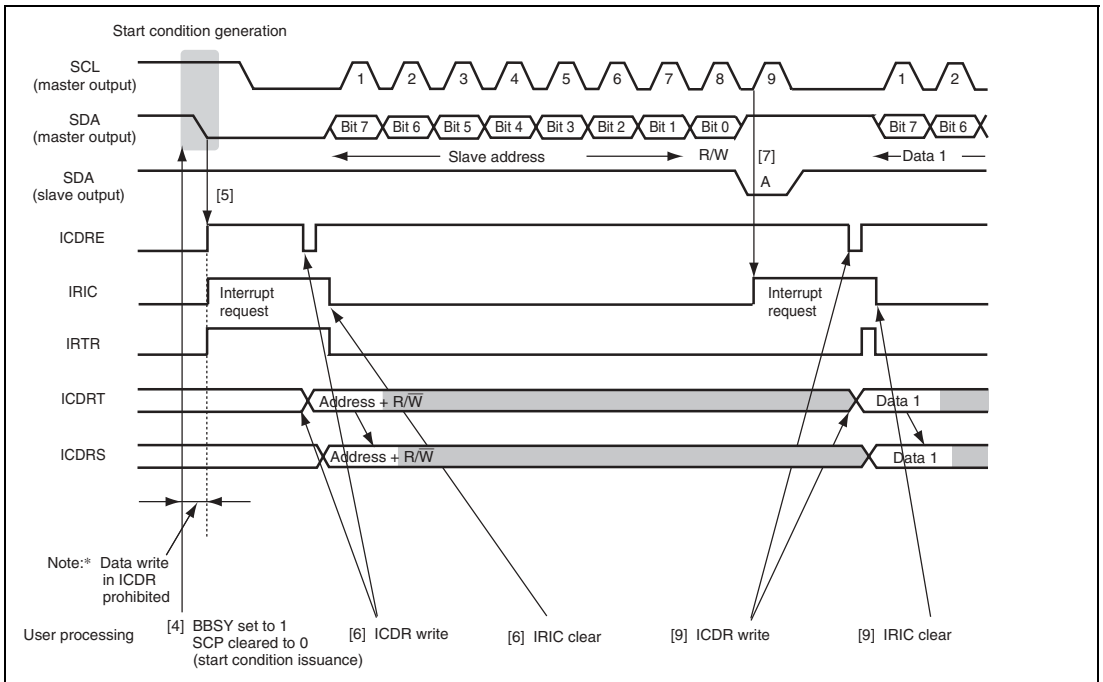 Start condition generation
SCL
(master output)
1 2 3 4 5 6 7 8 9 1 2
SDA
(master output)
Bit 7 Bit 6 Bit 5 Bit 4 Bit 3 Bit 2 Bit 1 Bit 0 Bit 7 Bit 6
Slave address R/W [7] Data 1
SDA
(slave output)
A
[5]
ICDRE
IRIC
Interrupt
request
Interrupt
request
IRTR
ICDRT
Address + R/W̅
Data 1
ICDRS
Address + R/W̅
Data 1
Note:* Data write
in ICDR
prohibited
User processing
[4] BBSY set to 1
SCP cleared to 0
(start condition issuance)
[6] ICDR write
[6] IRIC clear
[9] ICDR write
[9] IRIC clear